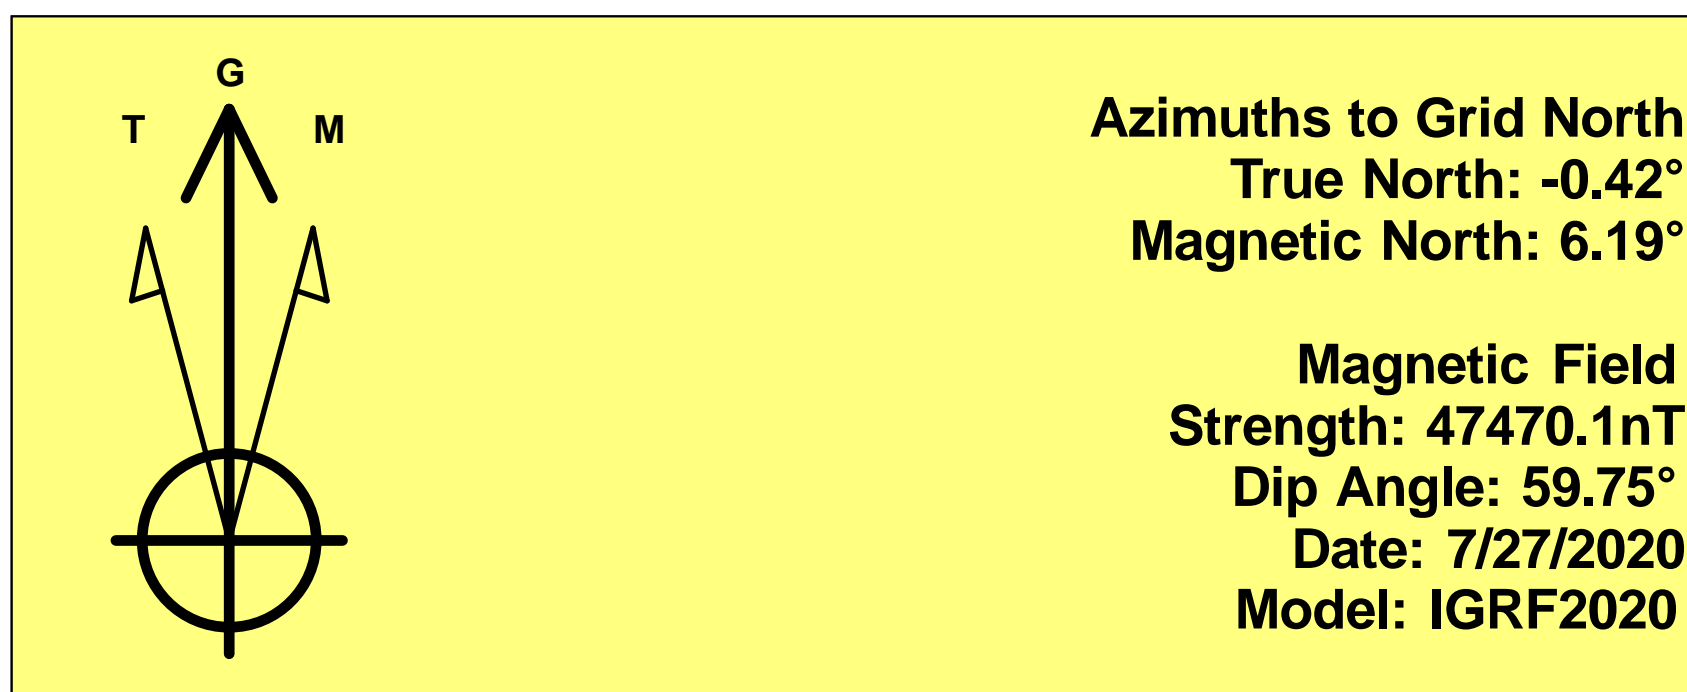 G
T M
Azimuths to Grid North
True North: -0.42°
Magnetic North: 6.19°
Magnetic Field
Strength: 47470.1nT
Dip Angle: 59.75°
Date: 7/27/2020
Model: IGRF2020